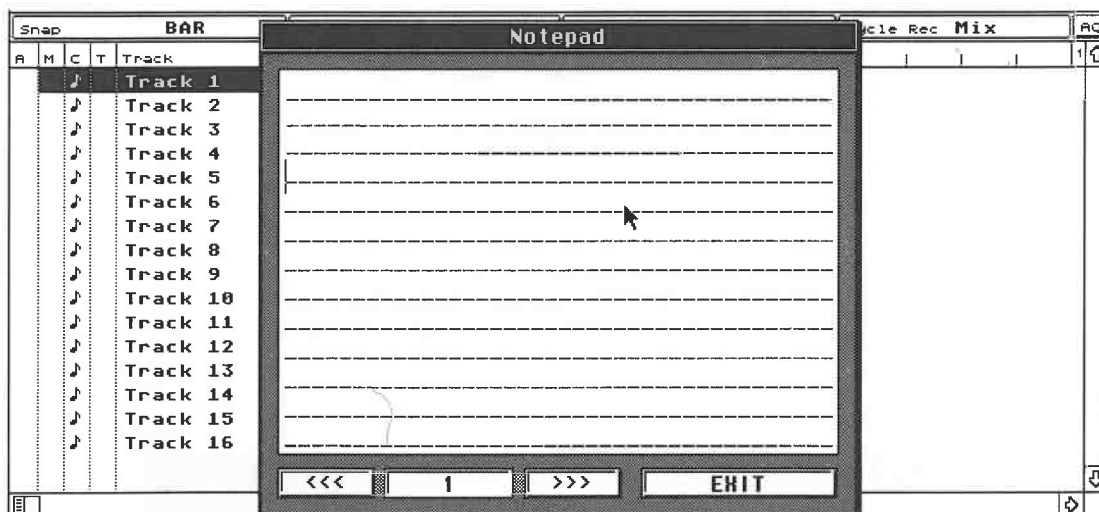 Snap BAR ycle Rec Mix
Notepad
A M C T Track 1
Track 1
Track 2
Track 3
Track 4
Track 5
Track 6
Track 7
Track 8
Track 9
Track 10
Track 11
Track 12
Track 13
Track 14
Track 15
Track 16
<<< 1 >>> EXIT